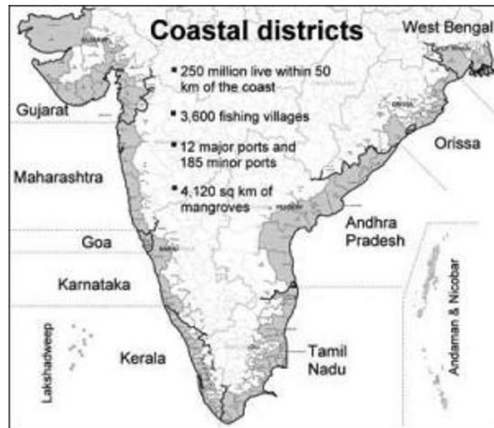 Coastal districts
West Bengal
▪ 250 million live within 50
km of the coast
▪ 3,600 fishing villages
▪ 12 major ports and
185 minor ports
▪ 4,120 sq km of
mangroves
Gujarat
Orissa
Maharashtra
Andhra
Pradesh
Goa
Karnataka
Lakshadweep
Kerala
Tamil
Nadu
Andaman & Nicobar